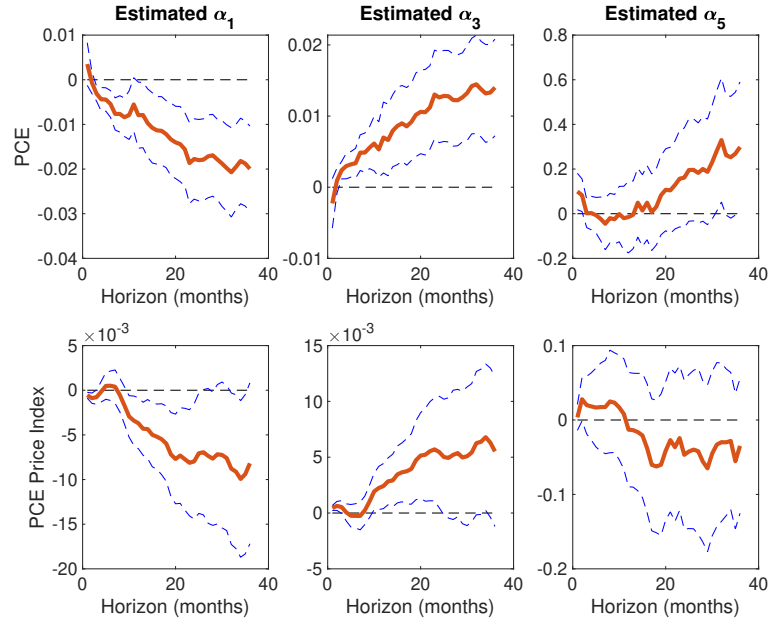 Estimated α1 Estimated α3 Estimated α5
PCE
0.01
0
-0.01
-0.02
-0.03
-0.04
0 20 40
Horizon (months)
0.02
0.01
0
-0.01
0 20 40
Horizon (months)
0.8
0.6
0.4
0.2
0
-0.2
0 20 40
Horizon (months)
PCE Price Index
×10-3
5
0
-5
-10
-15
-20
0 20 40
Horizon (months)
×10-3
15
10
5
0
-5
0 20 40
Horizon (months)
0.1
0
-0.1
-0.2
0 20 40
Horizon (months)